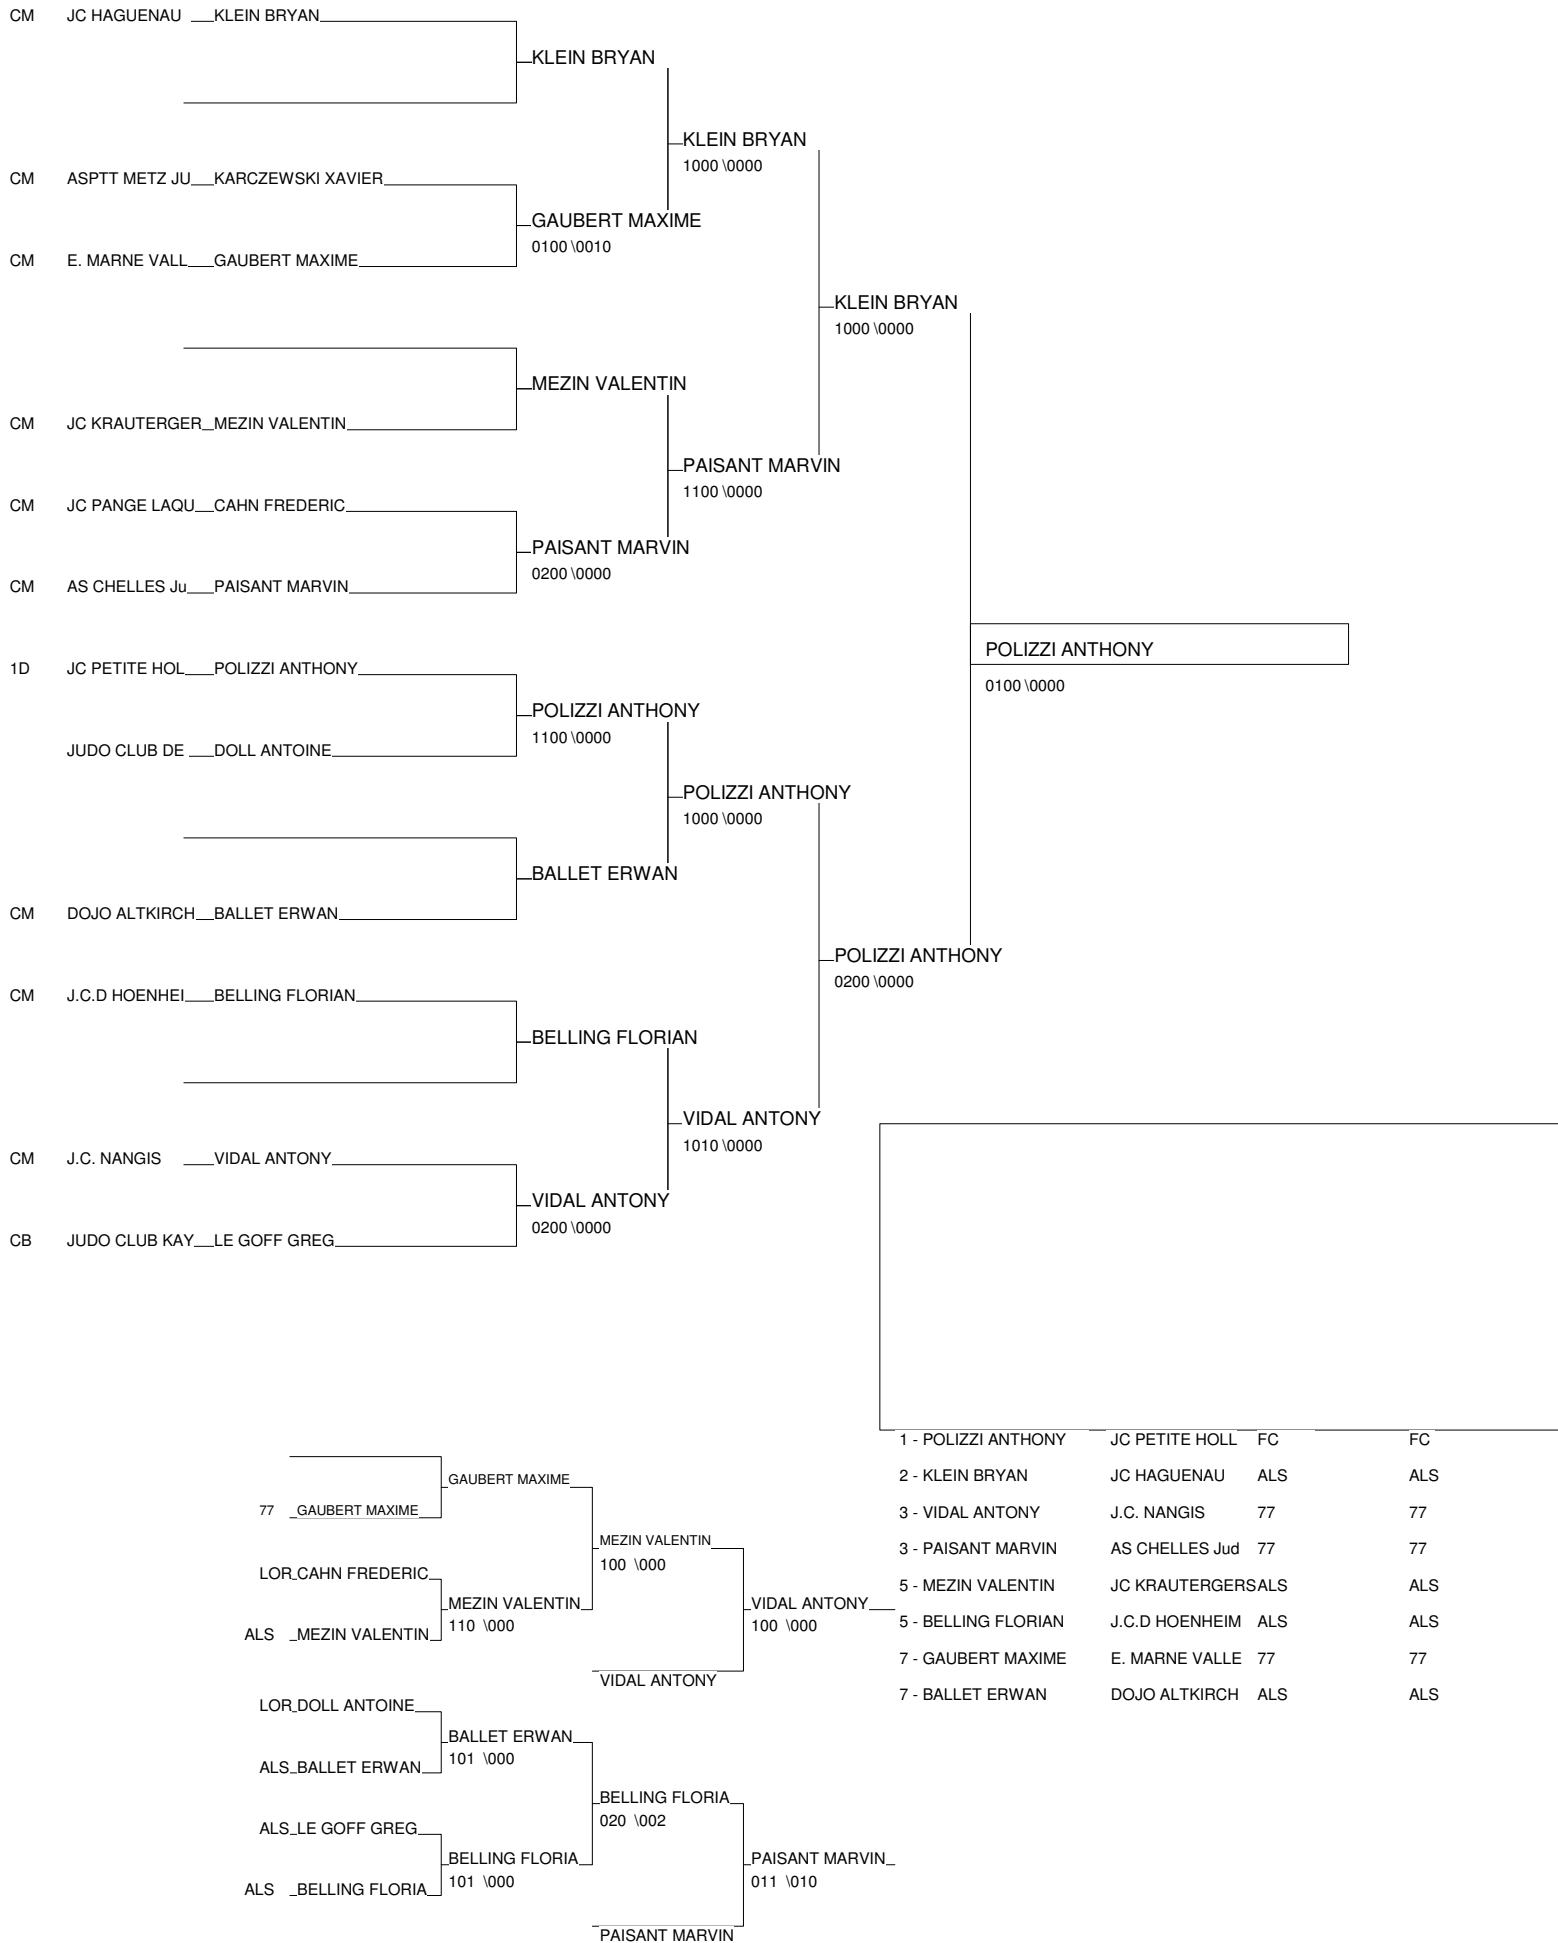 CM JC HAGUENAU KLEIN BRYAN
KLEIN BRYAN
KLEIN BRYAN
1000 \0000
CM ASPTT METZ JU KARCZEWSKI XAVIER
GAUBERT MAXIME
0100 \0010
CM E. MARNE VALL GAUBERT MAXIME
KLEIN BRYAN
1000 \0000
MEZIN VALENTIN
CM JC KRAUTERGER MEZIN VALENTIN
PAISANT MARVIN
1100 \0000
CM JC PANGE LAQU CAHN FREDERIC
PAISANT MARVIN
0200 \0000
CM AS CHELLES Ju PAISANT MARVIN
POLIZZI ANTHONY
0100 \0000
1D JC PETITE HOL POLIZZI ANTHONY
POLIZZI ANTHONY
1100 \0000
JUDO CLUB DE DOLL ANTOINE
POLIZZI ANTHONY
1000 \0000
BALLET ERWAN
CM DOJO ALTKIRCH BALLET ERWAN
POLIZZI ANTHONY
0200 \0000
CM J.C.D HOENHEI BELLING FLORIAN
BELLING FLORIAN
VIDAL ANTONY
1010 \0000
CM J.C. NANGIS VIDAL ANTONY
VIDAL ANTONY
0200 \0000
CB JUDO CLUB KAY LE GOFF GREG
1 - POLIZZI ANTHONY JC PETITE HOLL FC FC
2 - KLEIN BRYAN JC HAGUENAU ALS ALS
3 - VIDAL ANTONY J.C. NANGIS 77 77
3 - PAISANT MARVIN AS CHELLES Jud 77 77
5 - MEZIN VALENTIN JC KRAUTERGERS ALS ALS
5 - BELLING FLORIAN J.C.D HOENHEIM ALS ALS
7 - GAUBERT MAXIME E. MARNE VALLE 77 77
7 - BALLET ERWAN DOJO ALTKIRCH ALS ALS
GAUBERT MAXIME
77 GAUBERT MAXIME
MEZIN VALENTIN
100 \000
LOR CAHN FREDERIC
MEZIN VALENTIN
110 \000
VIDAL ANTONY
100 \000
ALS MEZIN VALENTIN
VIDAL ANTONY
LOR DOLL ANTOINE
BALLET ERWAN
101 \000
ALS BALLET ERWAN
BELLING FLORIA
020 \002
ALS LE GOFF GREG
BELLING FLORIA
101 \000
PAISANT MARVIN
011 \010
ALS BELLING FLORIA
PAISANT MARVIN